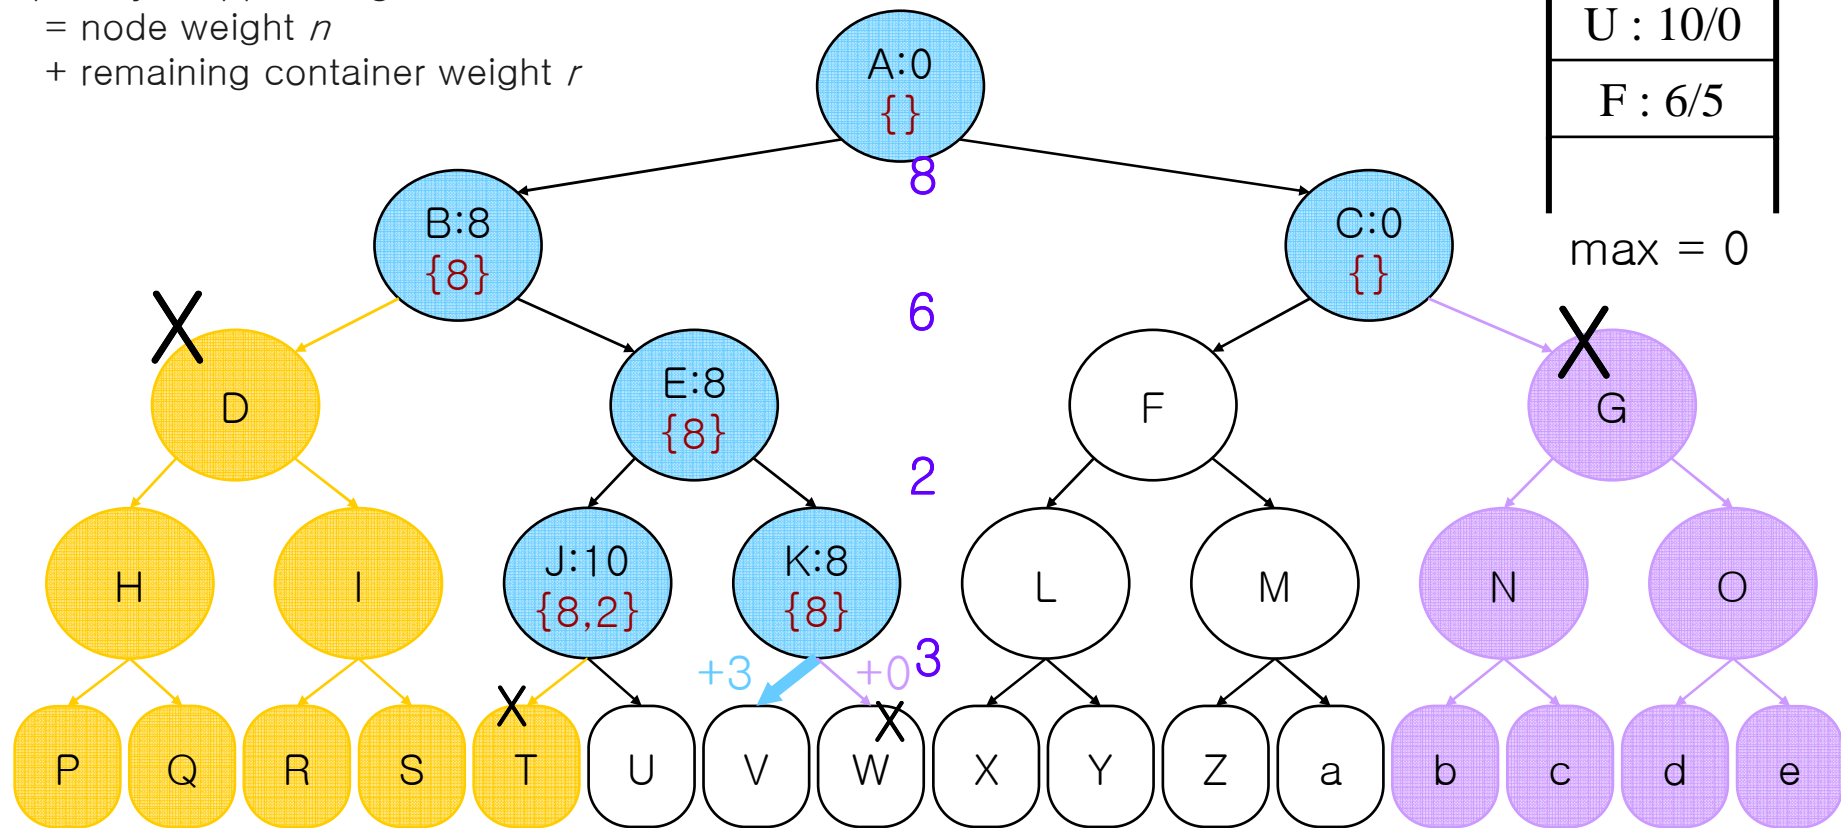 = node weight n
+ remaining container weight r
U : 10/0
F : 6/5
max = 0
A:0
{}
8
B:8
{8}
C:0
{}
6
X
X
D
E:8
{8}
F
G
2
H
I
J:10
{8,2}
K:8
{8}
L
M
N
O
+3
+0
3
X
X
P
Q
R
S
T
U
V
W
X
Y
Z
a
b
c
d
e